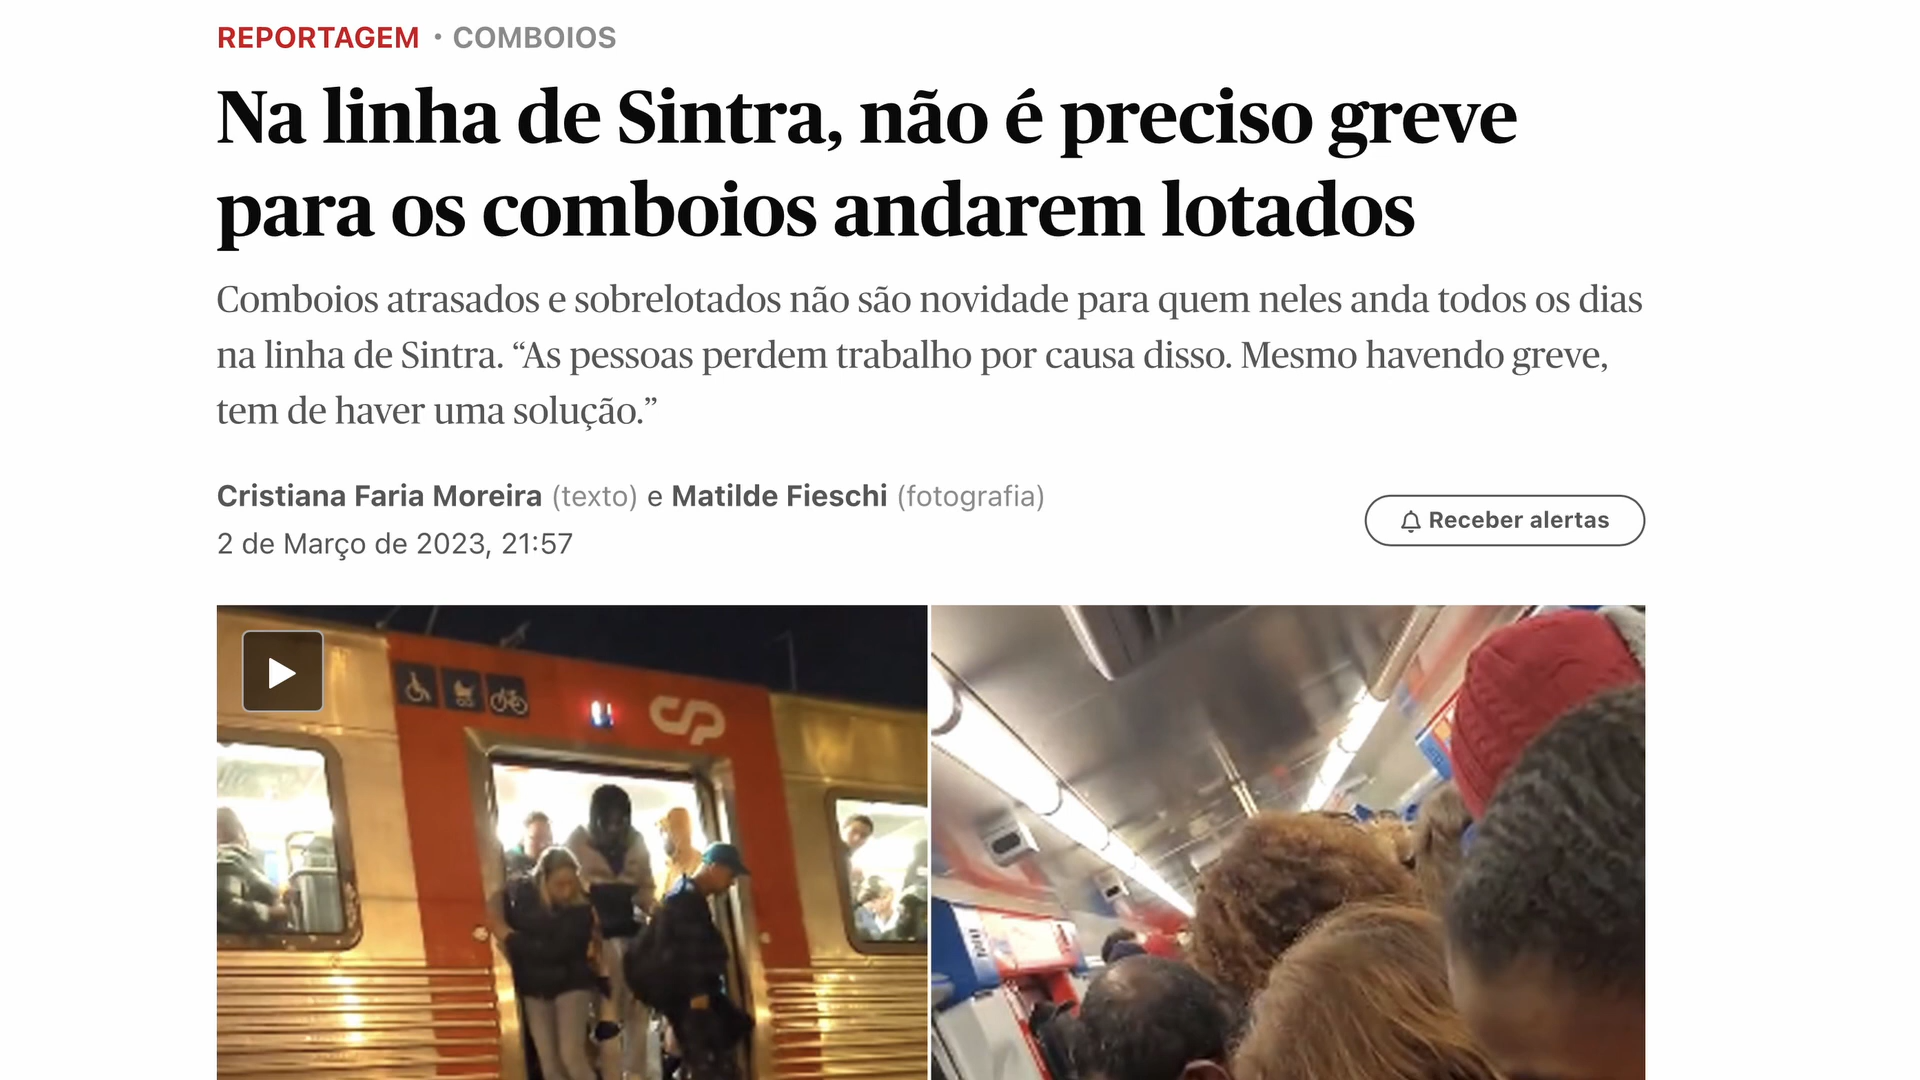 REPORTAGEM • COMBOIOS
Na linha de Sintra, não é preciso greve
para os comboios andarem lotados
Comboios atrasados e sobrelotados não são novidade para quem neles anda todos os dias
na linha de Sintra. “As pessoas perdem trabalho por causa disso. Mesmo havendo greve,
tem de haver uma solução.”
Cristiana Faria Moreira (texto) e Matilde Fieschi (fotografia)
2 de Março de 2023, 21:57
Receber alertas
CP